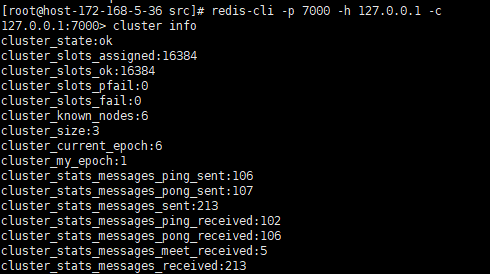 [root@host-172-168-5-36 src]# redis-cli -p 7000 -h 127.0.0.1 -c
127.0.0.1:7000> cluster info
cluster_state:ok
cluster_slots_assigned:16384
cluster_slots_ok:16384
cluster_slots_pfail:0
cluster_slots_fail:0
cluster_known_nodes:6
cluster_size:3
cluster_current_epoch:6
cluster_my_epoch:1
cluster_stats_messages_ping_sent:106
cluster_stats_messages_pong_sent:107
cluster_stats_messages_sent:213
cluster_stats_messages_ping_received:102
cluster_stats_messages_pong_received:106
cluster_stats_messages_meet_received:5
cluster_stats_messages_received:213